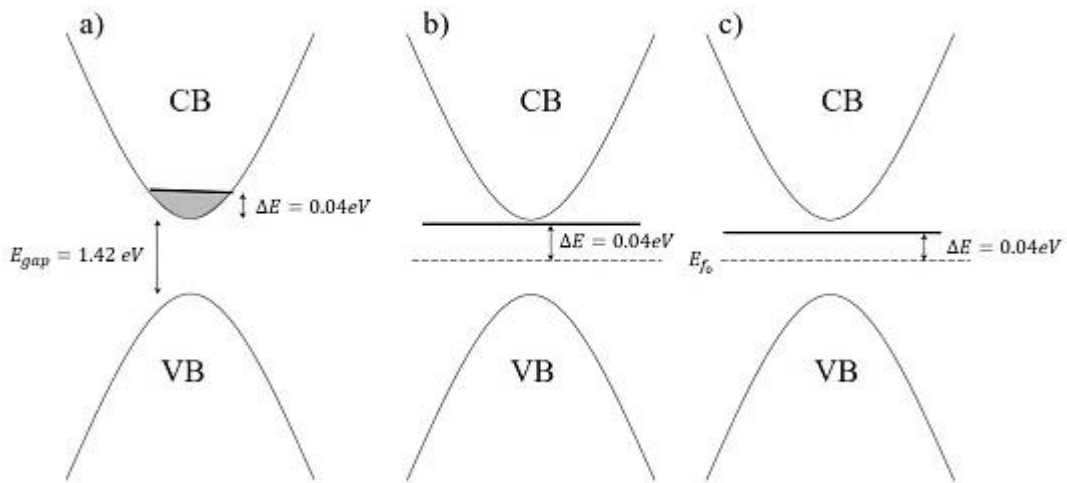 a)
CB
ΔE = 0.04eV
E_gap = 1.42 eV
VB
b)
CB
ΔE = 0.04eV
VB
c)
CB
E_f₀
ΔE = 0.04eV
VB